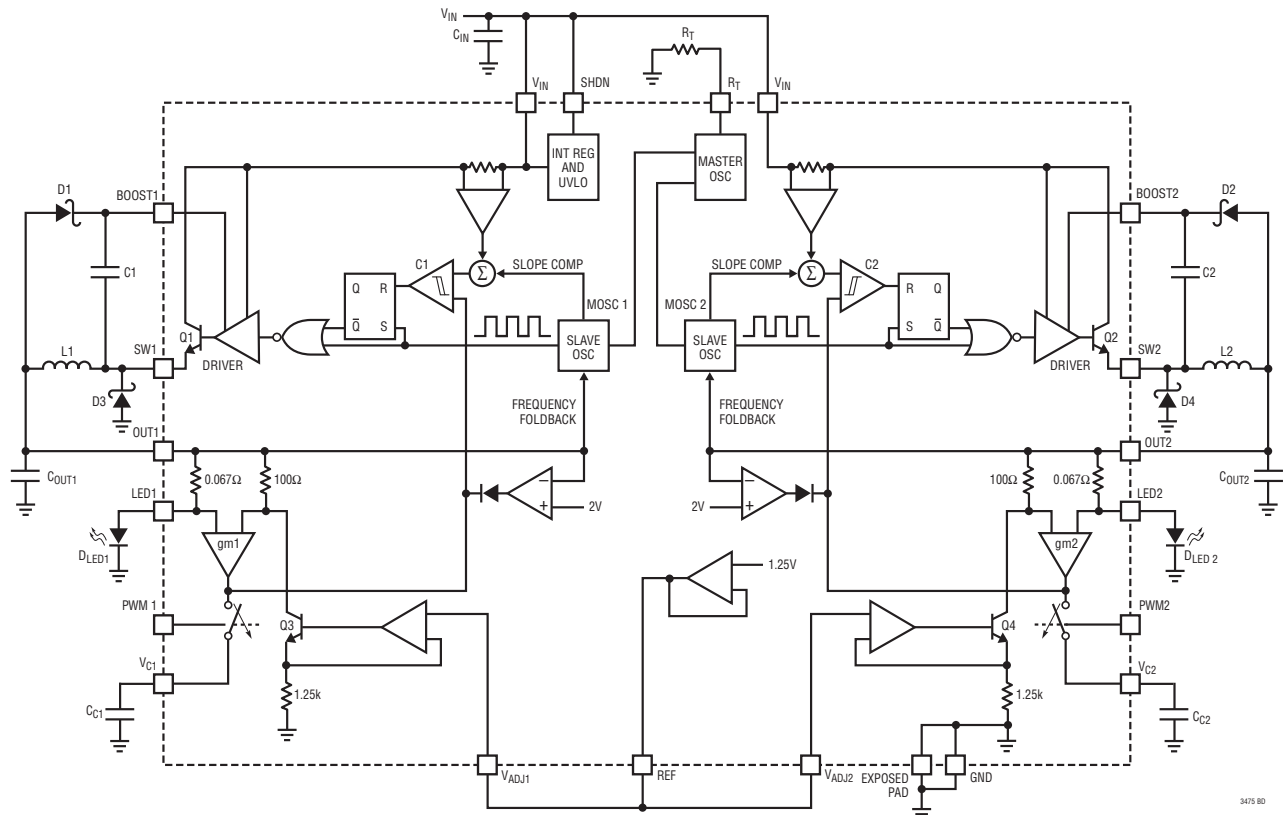 VIN
CIN
RT
VIN
SHDN
RT
VIN
INT REG
AND
UVLO
MASTER
OSC
D1
BOOST1
BOOST2
D2
C1
C1
Σ
SLOPE COMP
SLOPE COMP
Σ
C2
C2
Q
R
Q̅
S
MOSC 1
MOSC 2
R
Q
S
Q̅
SLAVE
OSC
SLAVE
OSC
Q1
DRIVER
DRIVER
Q2
L1
SW1
SW2
L2
D3
D4
FREQUENCY
FOLDBACK
FREQUENCY
FOLDBACK
OUT1
OUT2
COUT1
0.067Ω
100Ω
100Ω
0.067Ω
COUT2
−
+
2V
2V
−
+
LED1
LED2
DLED1
gm1
gm2
DLED 2
1.25V
PWM 1
PWM2
Q3
Q4
VC1
VC2
1.25k
1.25k
CC1
CC2
VADJ1
REF
VADJ2
EXPOSED
PAD
GND
3475 BD